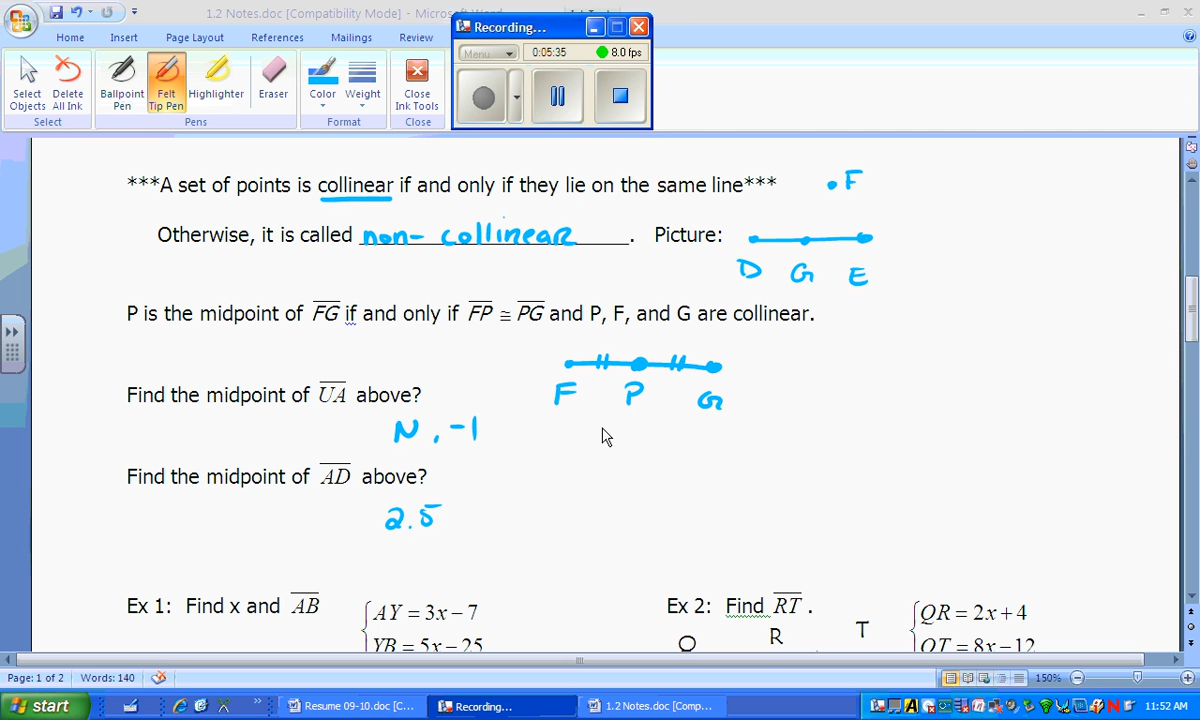 1.2 Notes.doc [Compatibility Mode] - Microsoft Word
Recording...
Home Insert Page Layout References Mailings Review
Menu 0:05:35 8.0 fps
Select Objects Delete All Ink Ballpoint Pen Felt Tip Pen Highlighter Eraser Color Weight Close Ink Tools
Select Pens Format Close
***A set of points is collinear if and only if they lie on the same line*** F
Otherwise, it is called non-collinear. Picture:
D G E
P is the midpoint of FG if and only if FP ≅ PG and P, F, and G are collinear.
Find the midpoint of UA above?
F P G
N, -1
Find the midpoint of AD above?
2.5
Ex 1: Find x and AB AY = 3x – 7 Ex 2: Find RT. QR = 2x + 4
YB = 5x – 25 Q R T QT = 8x – 12
Page: 1 of 2 Words: 140 150%
start Resume 09-10.doc [C... Recording... 1.2 Notes.doc [Comp... 11:52 AM